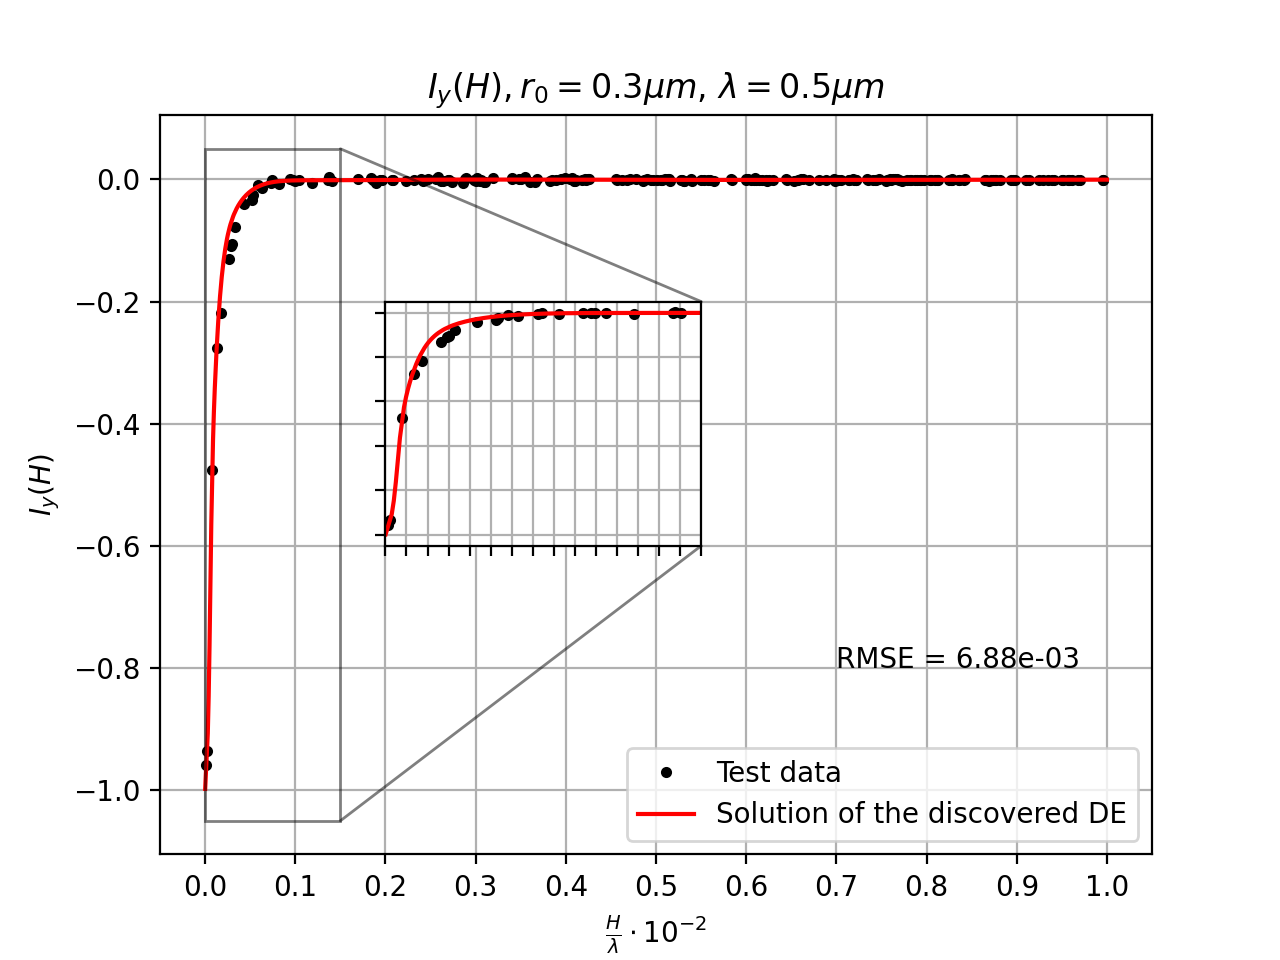 I_y(H), r_0 = 0.3μm, λ = 0.5μm
0.0
−0.2
−0.4
−0.6
−0.8
−1.0
I_y(H)
RMSE = 6.88e-03
Test data
Solution of the discovered DE
0.0 0.1 0.2 0.3 0.4 0.5 0.6 0.7 0.8 0.9 1.0
H/λ · 10^−2